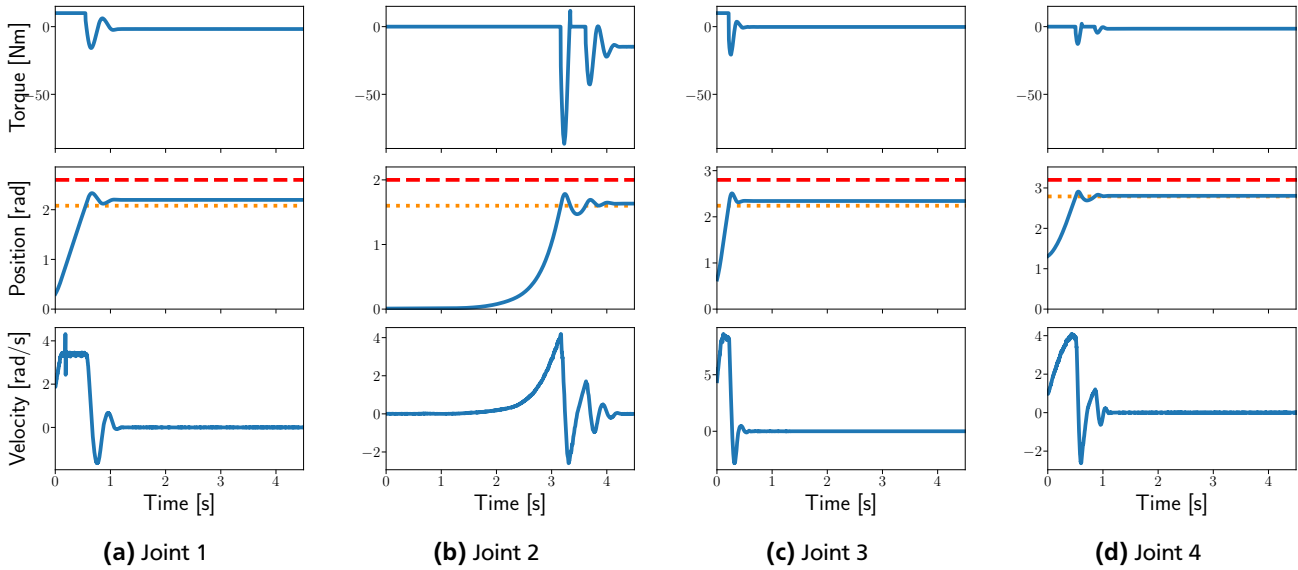 Torque [Nm]
0
−50
0
−50
0
−50
0
−50
Position [rad]
2
1
0
2
1
0
3
2
1
0
3
2
1
0
Velocity [rad/s]
4
2
0
4
2
0
−2
5
0
4
2
0
−2
0 1 2 3 4
0 1 2 3 4
0 1 2 3 4
0 1 2 3 4
Time [s]
Time [s]
Time [s]
Time [s]
(a) Joint 1
(b) Joint 2
(c) Joint 3
(d) Joint 4